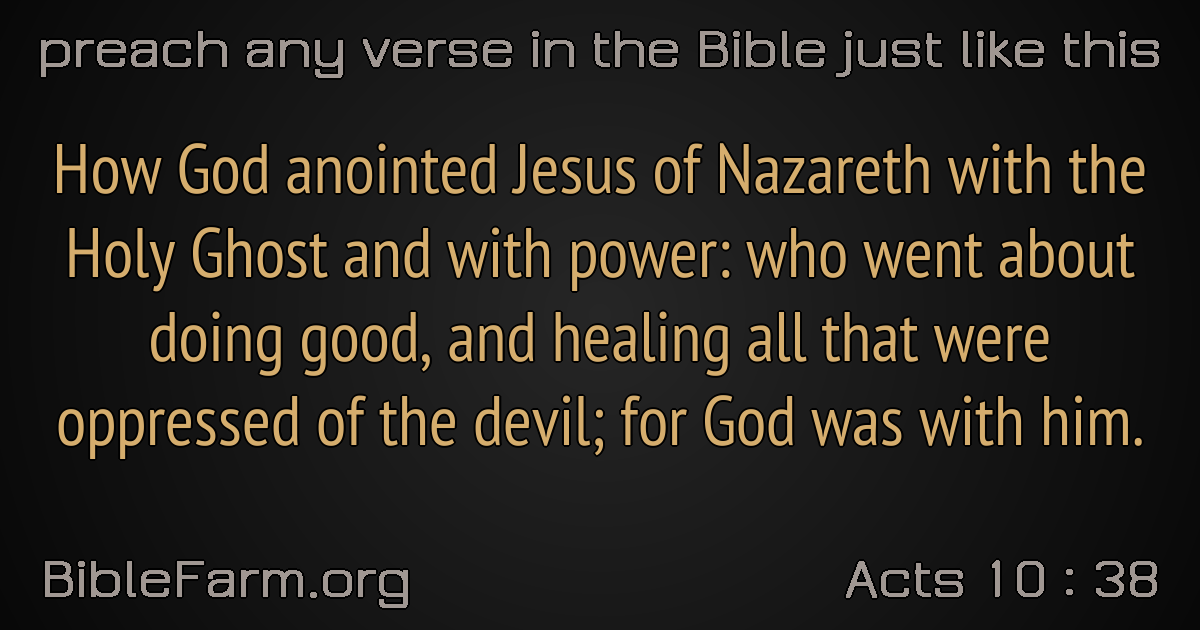 preach any verse in the Bible just like this
How God anointed Jesus of Nazareth with the
Holy Ghost and with power: who went about
doing good, and healing all that were
oppressed of the devil; for God was with him.
BibleFarm.org
Acts 10 : 38